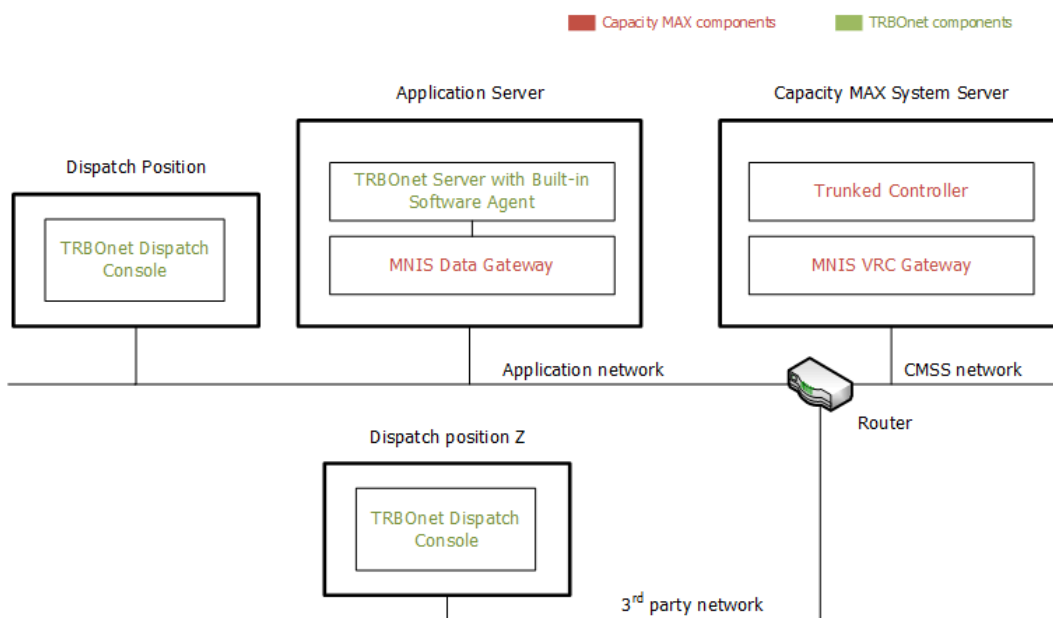 Capacity MAX components
TRBOnet components
Application Server
Capacity MAX System Server
Dispatch Position
TRBOnet Server with Built-in
Software Agent
Trunked Controller
TRBOnet Dispatch
Console
MNIS Data Gateway
MNIS VRC Gateway
Application network
CMSS network
Router
Dispatch position Z
TRBOnet Dispatch
Console
3rd party network